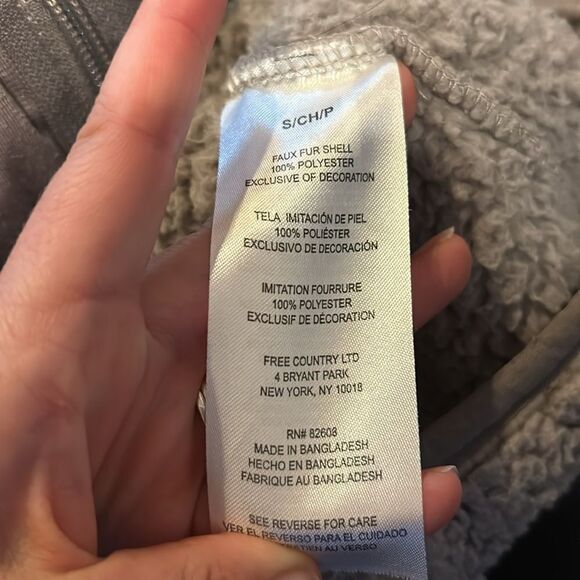 S/CH/P
FAUX FUR SHELL
100% POLYESTER
EXCLUSIVE OF DECORATION
TELA IMITACIÓN DE PIEL
100% POLIÉSTER
EXCLUSIVO DE DECORACIÓN
IMITATION FOURRURE
100% POLYESTER
EXCLUSIF DE DÉCORATION
FREE COUNTRY LTD
4 BRYANT PARK
NEW YORK, NY 10018
RN# 82608
MADE IN BANGLADESH
HECHO EN BANGLADESH
FABRIQUE AU BANGLADESH
SEE REVERSE FOR CARE
VER EL REVERSO PARA EL CUIDADO
AU VERSO